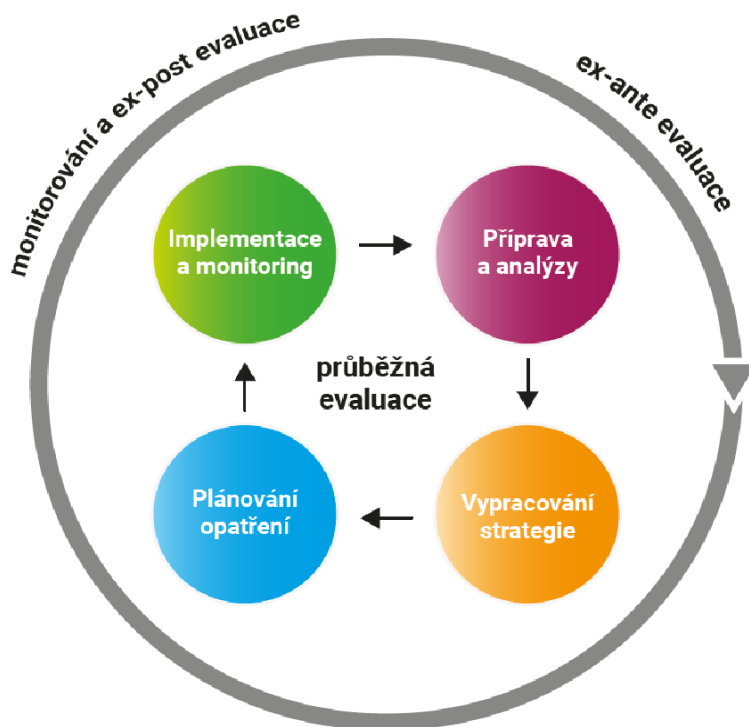 monitorování a ex-post evaluace
ex-ante evaluace
Implementace
a monitoring
Příprava
a analýzy
průběžná
evaluace
Plánování
opatření
Vypracování
strategie